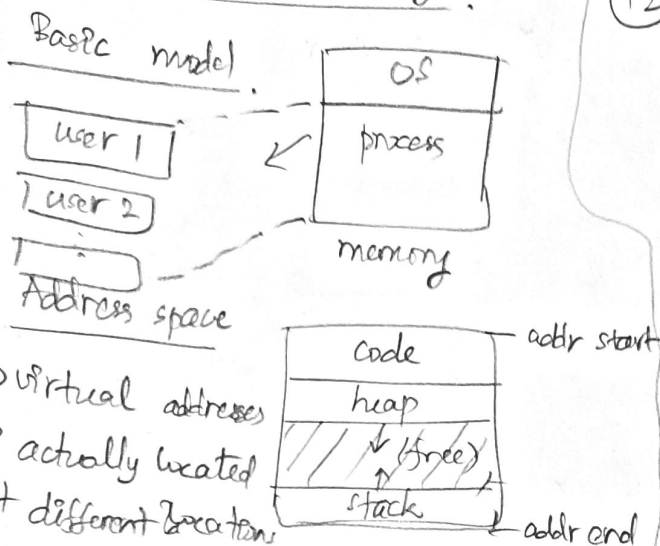 Basic model.
OS
user 1
process
user 2
memory
Address space
code
addr start
virtual addresses
heap
actually located
(free)
different locations
stack
addr end